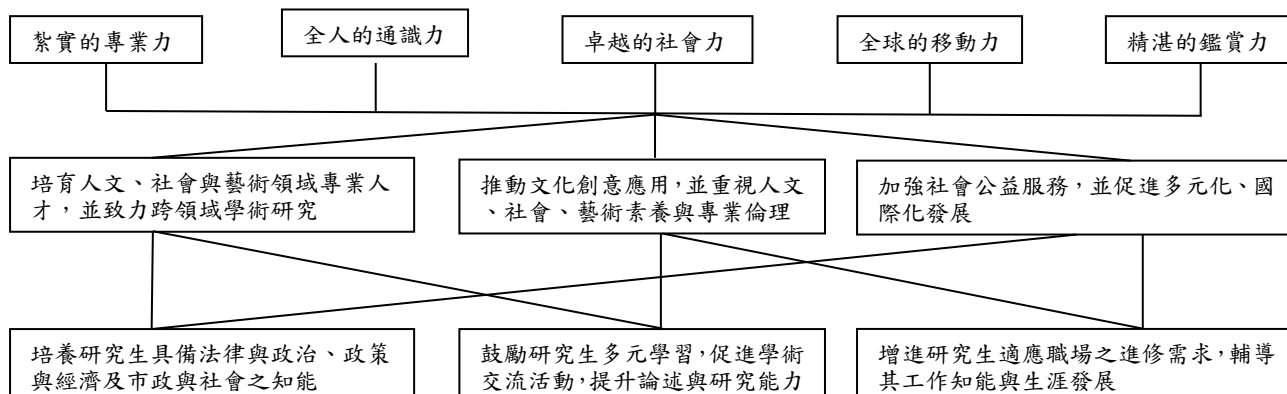 紮實的專業力
全人的通識力
卓越的社會力
全球的移動力
精湛的鑑賞力
培育人文、社會與藝術領域專業人
才，並致力跨領域學術研究
推動文化創意應用，並重視人文
、社會、藝術素養與專業倫理
加強社會公益服務，並促進多元化、國
際化發展
培養研究生具備法律與政治、政策
與經濟及市政與社會之知能
鼓勵研究生多元學習，促進學術
交流活動，提升論述與研究能力
增進研究生適應職場之進修需求，輔導
其工作知能與生涯發展